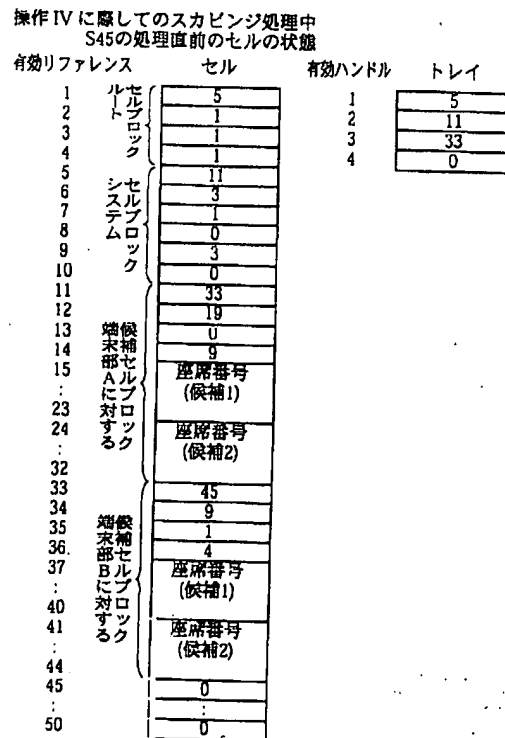 操作 IV に際してのスカビンジ処理中
S45の処理直前のセルの状態
有効リファレンス
セル
有効ハンドル
トレイ
1
2
3
4
5
6
7
8
9
10
11
12
13
14
15
:
23
24
:
32
33
34
35
36.
37
:
40
41
:
44
45
:
50
セルブロック
ルート
セルブロック
システム
候補セルブロック
端末部Aに対する
候補セルブロック
端末部Bに対する
5
1
1
1
11
3
1
0
3
0
33
19
0
9
座席番号
(候補1)
座席番号
(候補2)
45
9
1
4
座席番号
(候補1)
座席番号
(候補2)
0
:
0
1
2
3
4
5
11
33
0